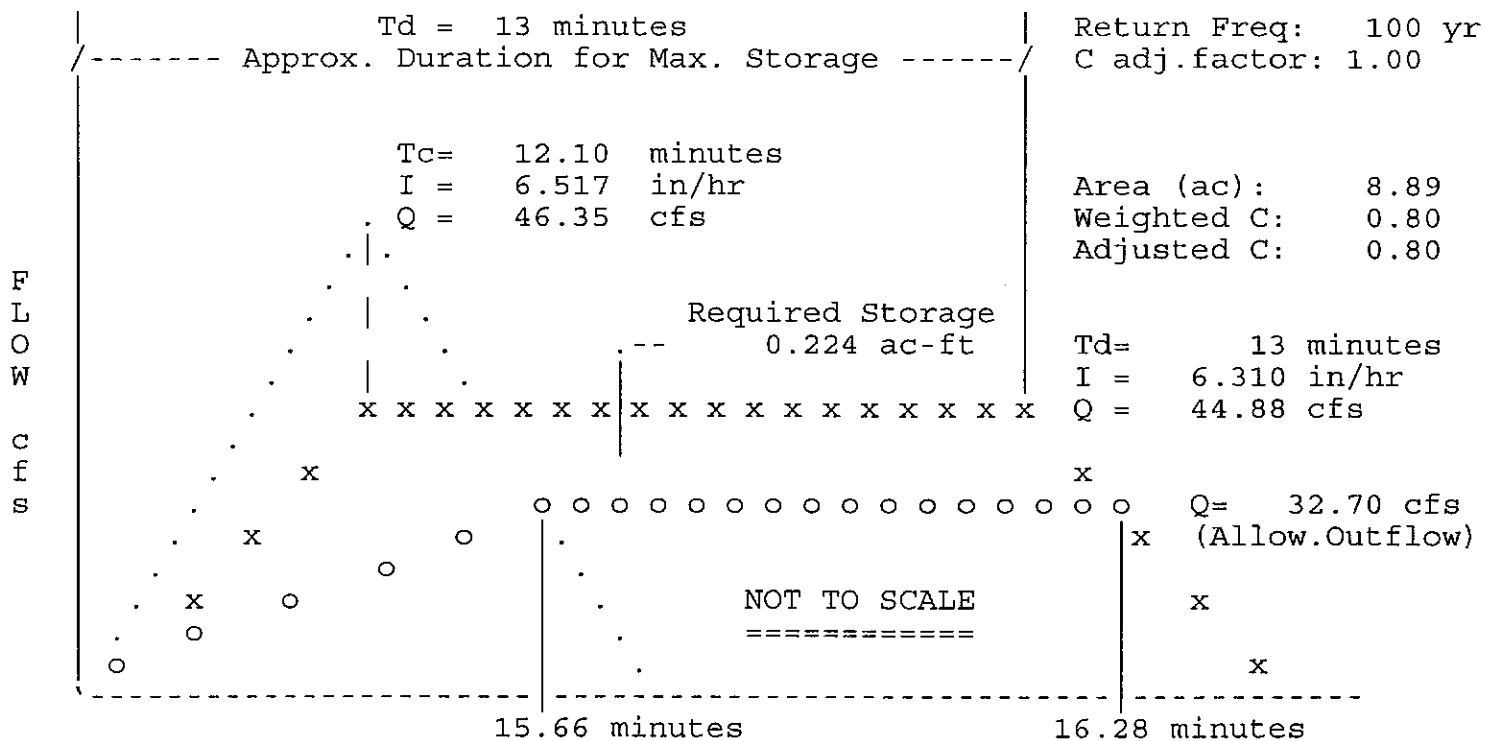 Td = 13 minutes
Return Freq: 100 yr
/------- Approx. Duration for Max. Storage ------/
C adj.factor: 1.00
Tc= 12.10 minutes
I = 6.517 in/hr
Area (ac): 8.89
. Q = 46.35 cfs
Weighted C: 0.80
Adjusted C: 0.80
FLOW cfs
Required Storage
.-- 0.224 ac-ft
Td= 13 minutes
I = 6.310 in/hr
x x x x x x x x x x x x x x x x x x Q = 44.88 cfs
x x
o o o o o o o o o o o o o o o o Q= 32.70 cfs
x o x (Allow.Outflow)
o
x o NOT TO SCALE x
o ============
o x
15.66 minutes 16.28 minutes